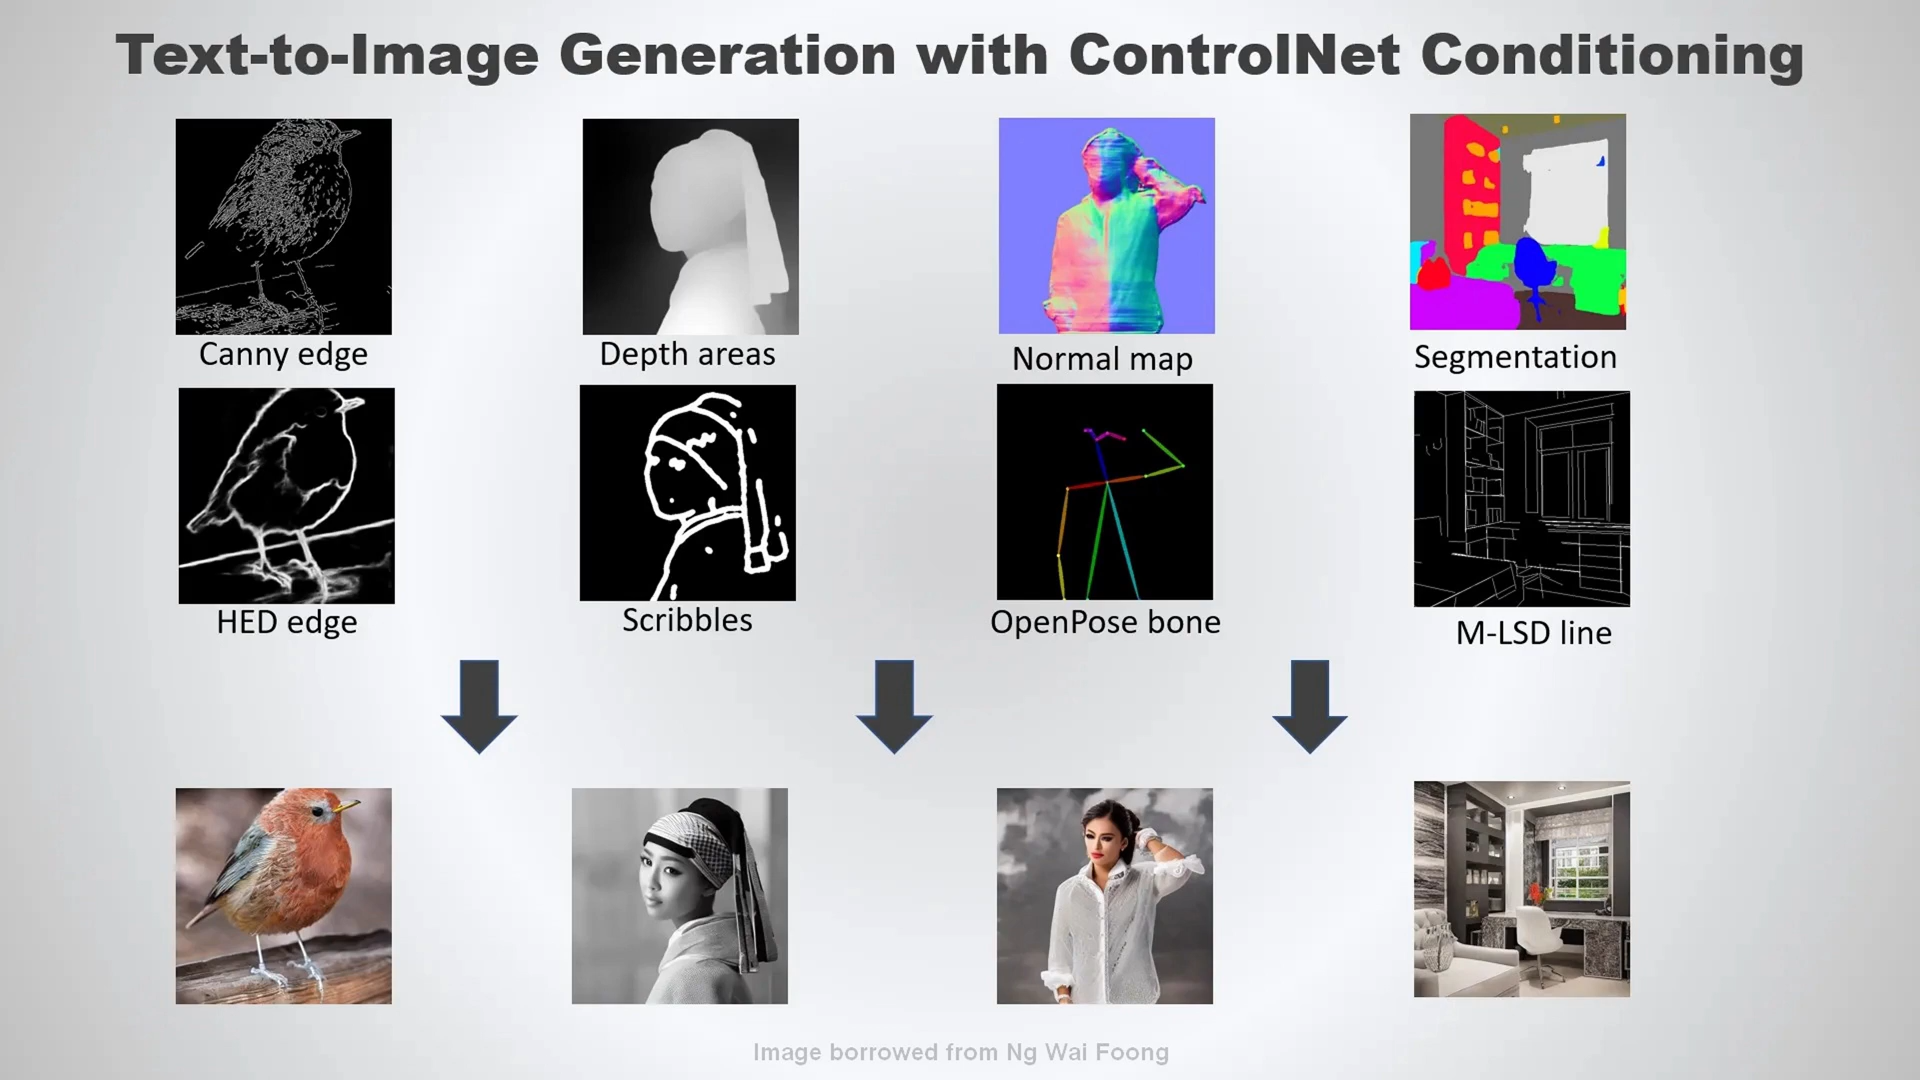 Text-to-Image Generation with ControlNet Conditioning
Canny edge
Depth areas
Normal map
Segmentation
HED edge
Scribbles
OpenPose bone
M-LSD line
Image borrowed from Ng Wai Foong